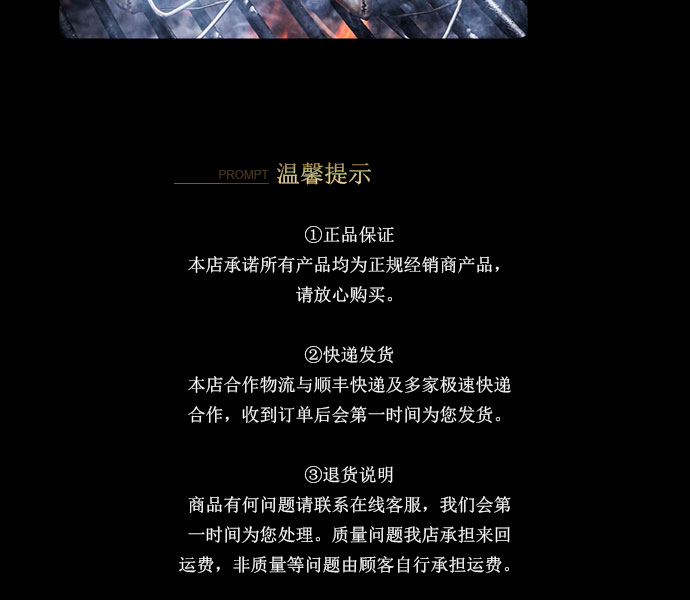 PROMPT 温馨提示
①正品保证
本店承诺所有产品均为正规经销商产品，
请放心购买。
②快递发货
本店合作物流与顺丰快递及多家极速快递
合作，收到订单后会第一时间为您发货。
③退货说明
商品有何问题请联系在线客服，我们会第
一时间为您处理。质量问题我店承担来回
运费，非质量等问题由顾客自行承担运费。